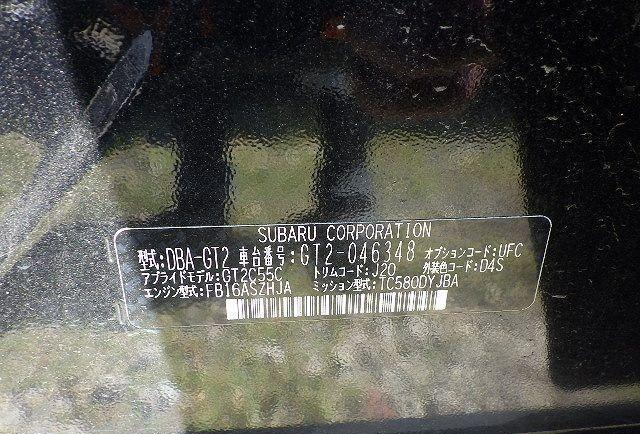 SUBARU CORPORATION
型式:DBA-GT2 車台番号:GT2-046348 オプションコード:UFC
アプライドモデル:GT2C55C トリムコード:J20 外装色コード:D4S
エンジン型式:FB16ASZHJA ミッション型式:TC580DYJBA